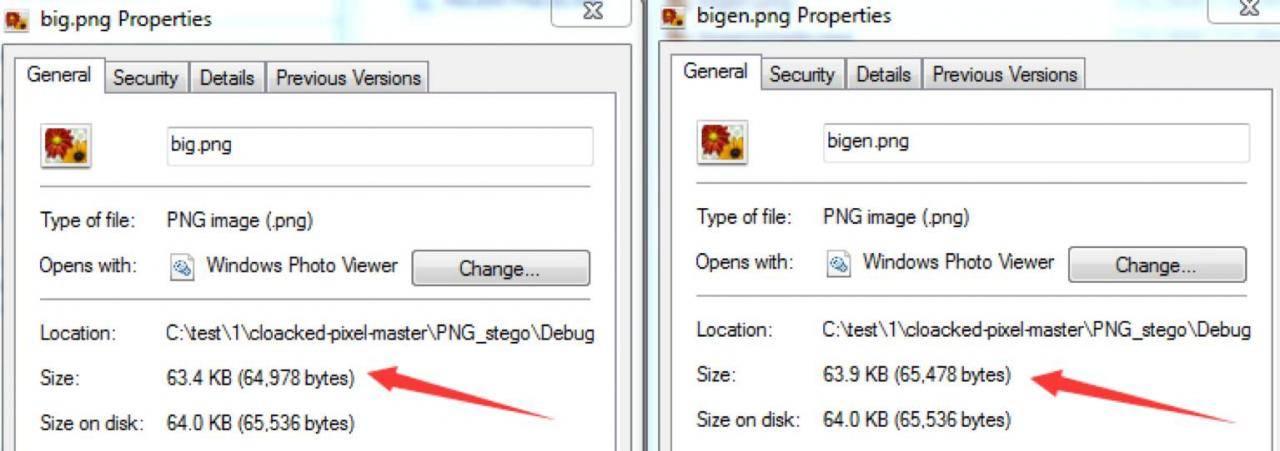 big.png Properties
General Security Details Previous Versions
big.png
Type of file: PNG image (.png)
Opens with: Windows Photo Viewer Change...
Location: C:\test\1\cloacked-pixel-master\PNG_stego\Debug
Size: 63.4 KB (64,978 bytes)
Size on disk: 64.0 KB (65,536 bytes)
bigen.png Properties
General Security Details Previous Versions
bigen.png
Type of file: PNG image (.png)
Opens with: Windows Photo Viewer Change...
Location: C:\test\1\cloacked-pixel-master\PNG_stego\Debug
Size: 63.9 KB (65,478 bytes)
Size on disk: 64.0 KB (65,536 bytes)